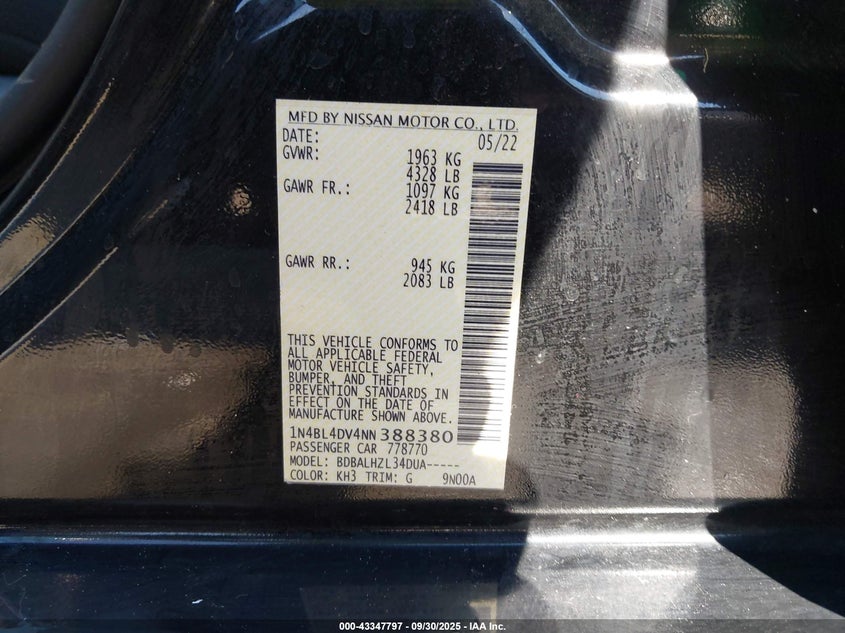 MFD BY NISSAN MOTOR CO., LTD.
DATE: 05/22
GVWR: 1963 KG
4328 LB
GAWR FR.: 1097 KG
2418 LB
GAWR RR.: 945 KG
2083 LB
THIS VEHICLE CONFORMS TO
ALL APPLICABLE FEDERAL
MOTOR VEHICLE SAFETY,
BUMPER, AND THEFT
PREVENTION STANDARDS IN
EFFECT ON THE DATE OF
MANUFACTURE SHOWN ABOVE.
1N4BL4DV4NN388380
PASSENGER CAR 778770
MODEL: BDBALHZL34DUA-----
COLOR: KH3 TRIM: G 9N00A
000-43347797 - 09/30/2025 - IAA Inc.